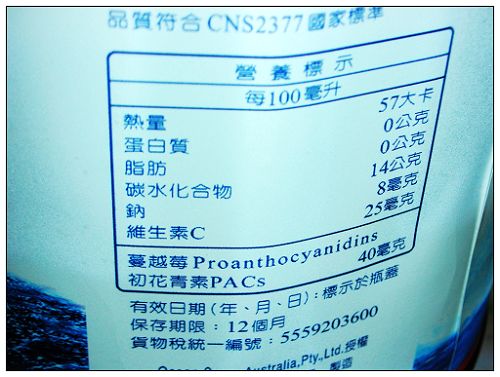 品質符合CNS2377國家標準
營養標示
每100毫升
熱量 57大卡
蛋白質 0公克
脂肪 0公克
碳水化合物 14公克
鈉 8毫克
維生素C 25毫克
蔓越莓Proanthocyanidins
初花青素PACs 40毫克
有效日期(年、月、日):標示於瓶蓋
保存期限:12個月
貨物稅統一編號:5559203600
Australia,Pty.,Ltd.授權
製造